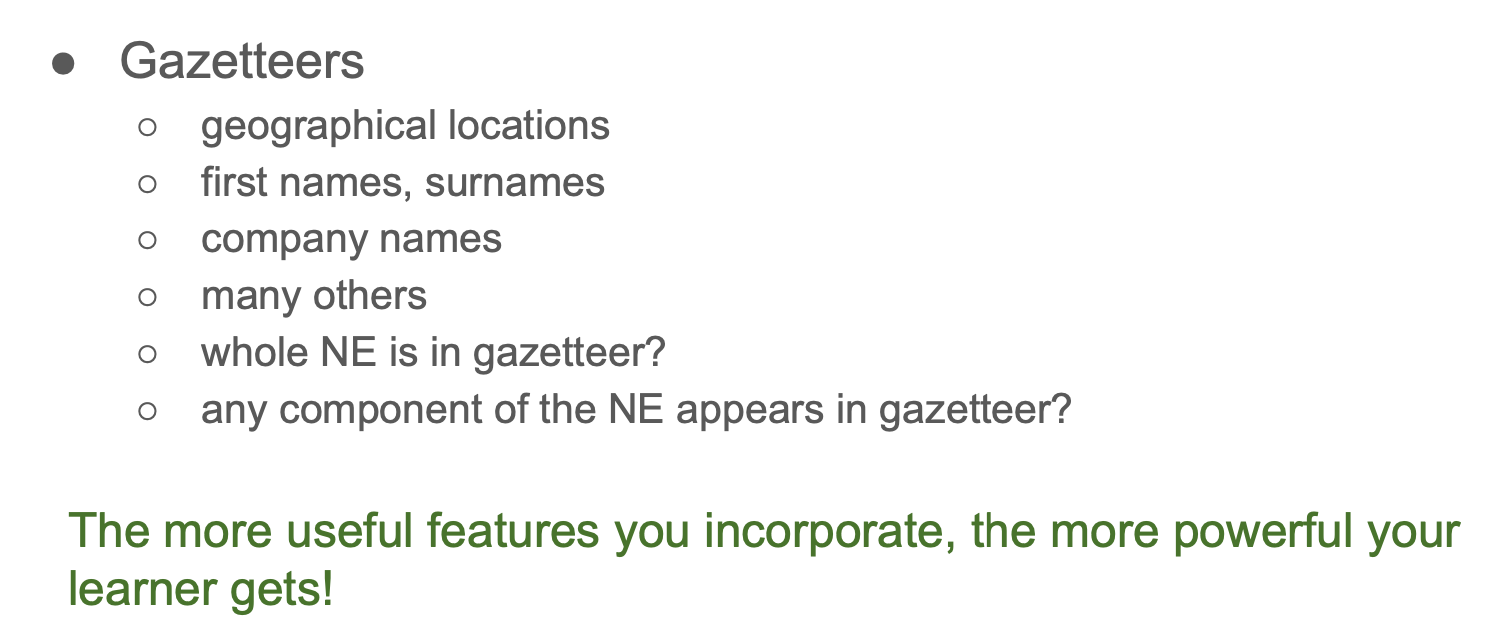 ● Gazetteers
○ geographical locations
○ first names, surnames
○ company names
○ many others
○ whole NE is in gazetteer?
○ any component of the NE appears in gazetteer?
The more useful features you incorporate, the more powerful your
learner gets!